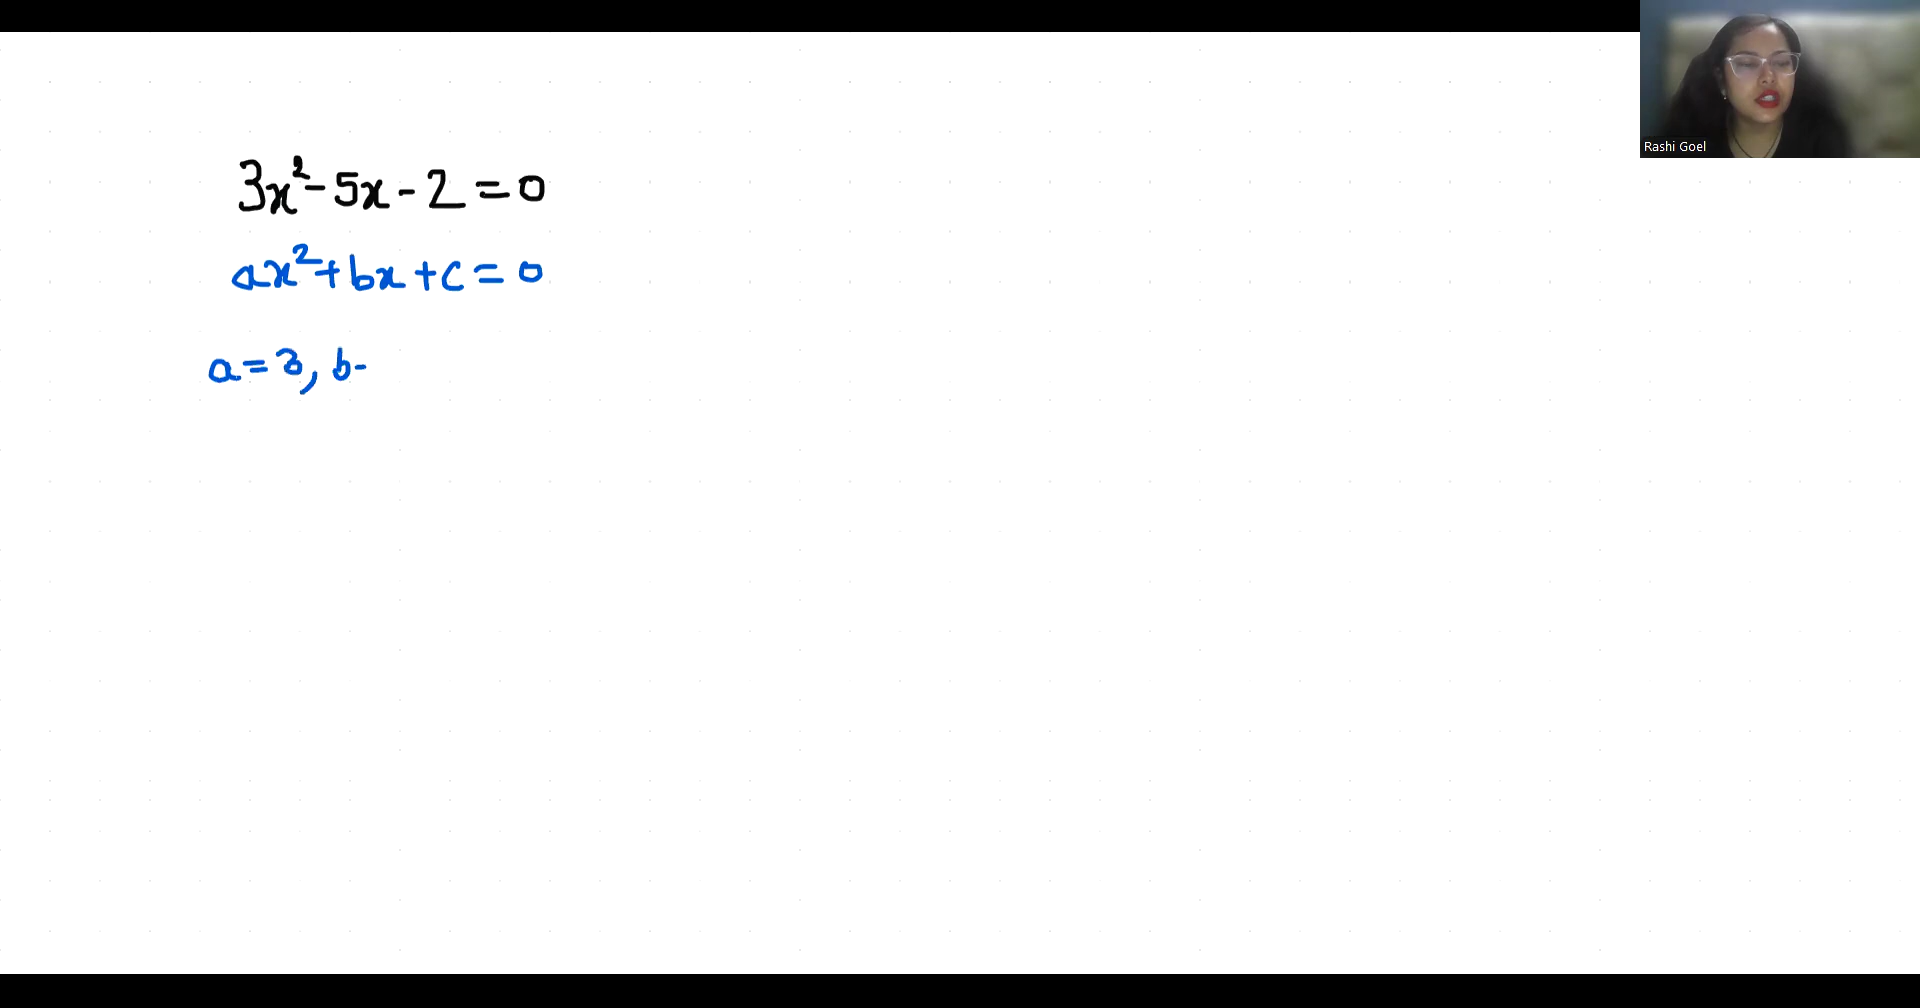 3x²-5x-2=0
ax²+bx+c=0
a=3, b-
Rashi Goel